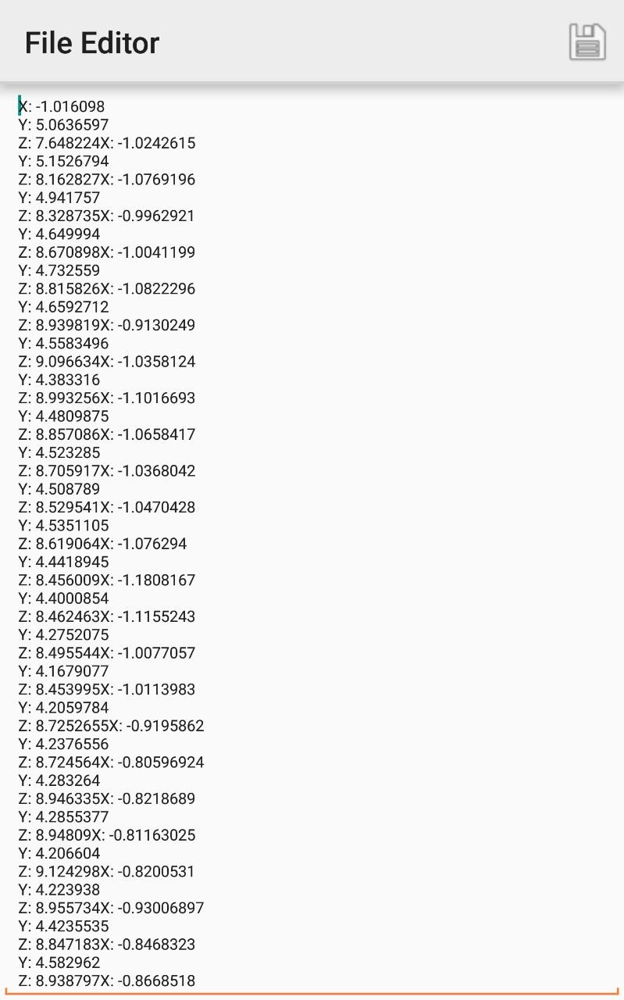 File Editor
X: -1.016098
Y: 5.0636597
Z: 7.648224X: -1.0242615
Y: 5.1526794
Z: 8.162827X: -1.0769196
Y: 4.941757
Z: 8.328735X: -0.9962921
Y: 4.649994
Z: 8.670898X: -1.0041199
Y: 4.732559
Z: 8.815826X: -1.0822296
Y: 4.6592712
Z: 8.939819X: -0.9130249
Y: 4.5583496
Z: 9.096634X: -1.0358124
Y: 4.383316
Z: 8.993256X: -1.1016693
Y: 4.4809875
Z: 8.857086X: -1.0658417
Y: 4.523285
Z: 8.705917X: -1.0368042
Y: 4.508789
Z: 8.529541X: -1.0470428
Y: 4.5351105
Z: 8.619064X: -1.076294
Y: 4.4418945
Z: 8.456009X: -1.1808167
Y: 4.4000854
Z: 8.462463X: -1.1155243
Y: 4.2752075
Z: 8.495544X: -1.0077057
Y: 4.1679077
Z: 8.453995X: -1.0113983
Y: 4.2059784
Z: 8.7252655X: -0.9195862
Y: 4.2376556
Z: 8.724564X: -0.80596924
Y: 4.283264
Z: 8.946335X: -0.8218689
Y: 4.2855377
Z: 8.94809X: -0.81163025
Y: 4.206604
Z: 9.124298X: -0.8200531
Y: 4.223938
Z: 8.955734X: -0.93006897
Y: 4.4235535
Z: 8.847183X: -0.8468323
Y: 4.582962
Z: 8.938797X: -0.8668518